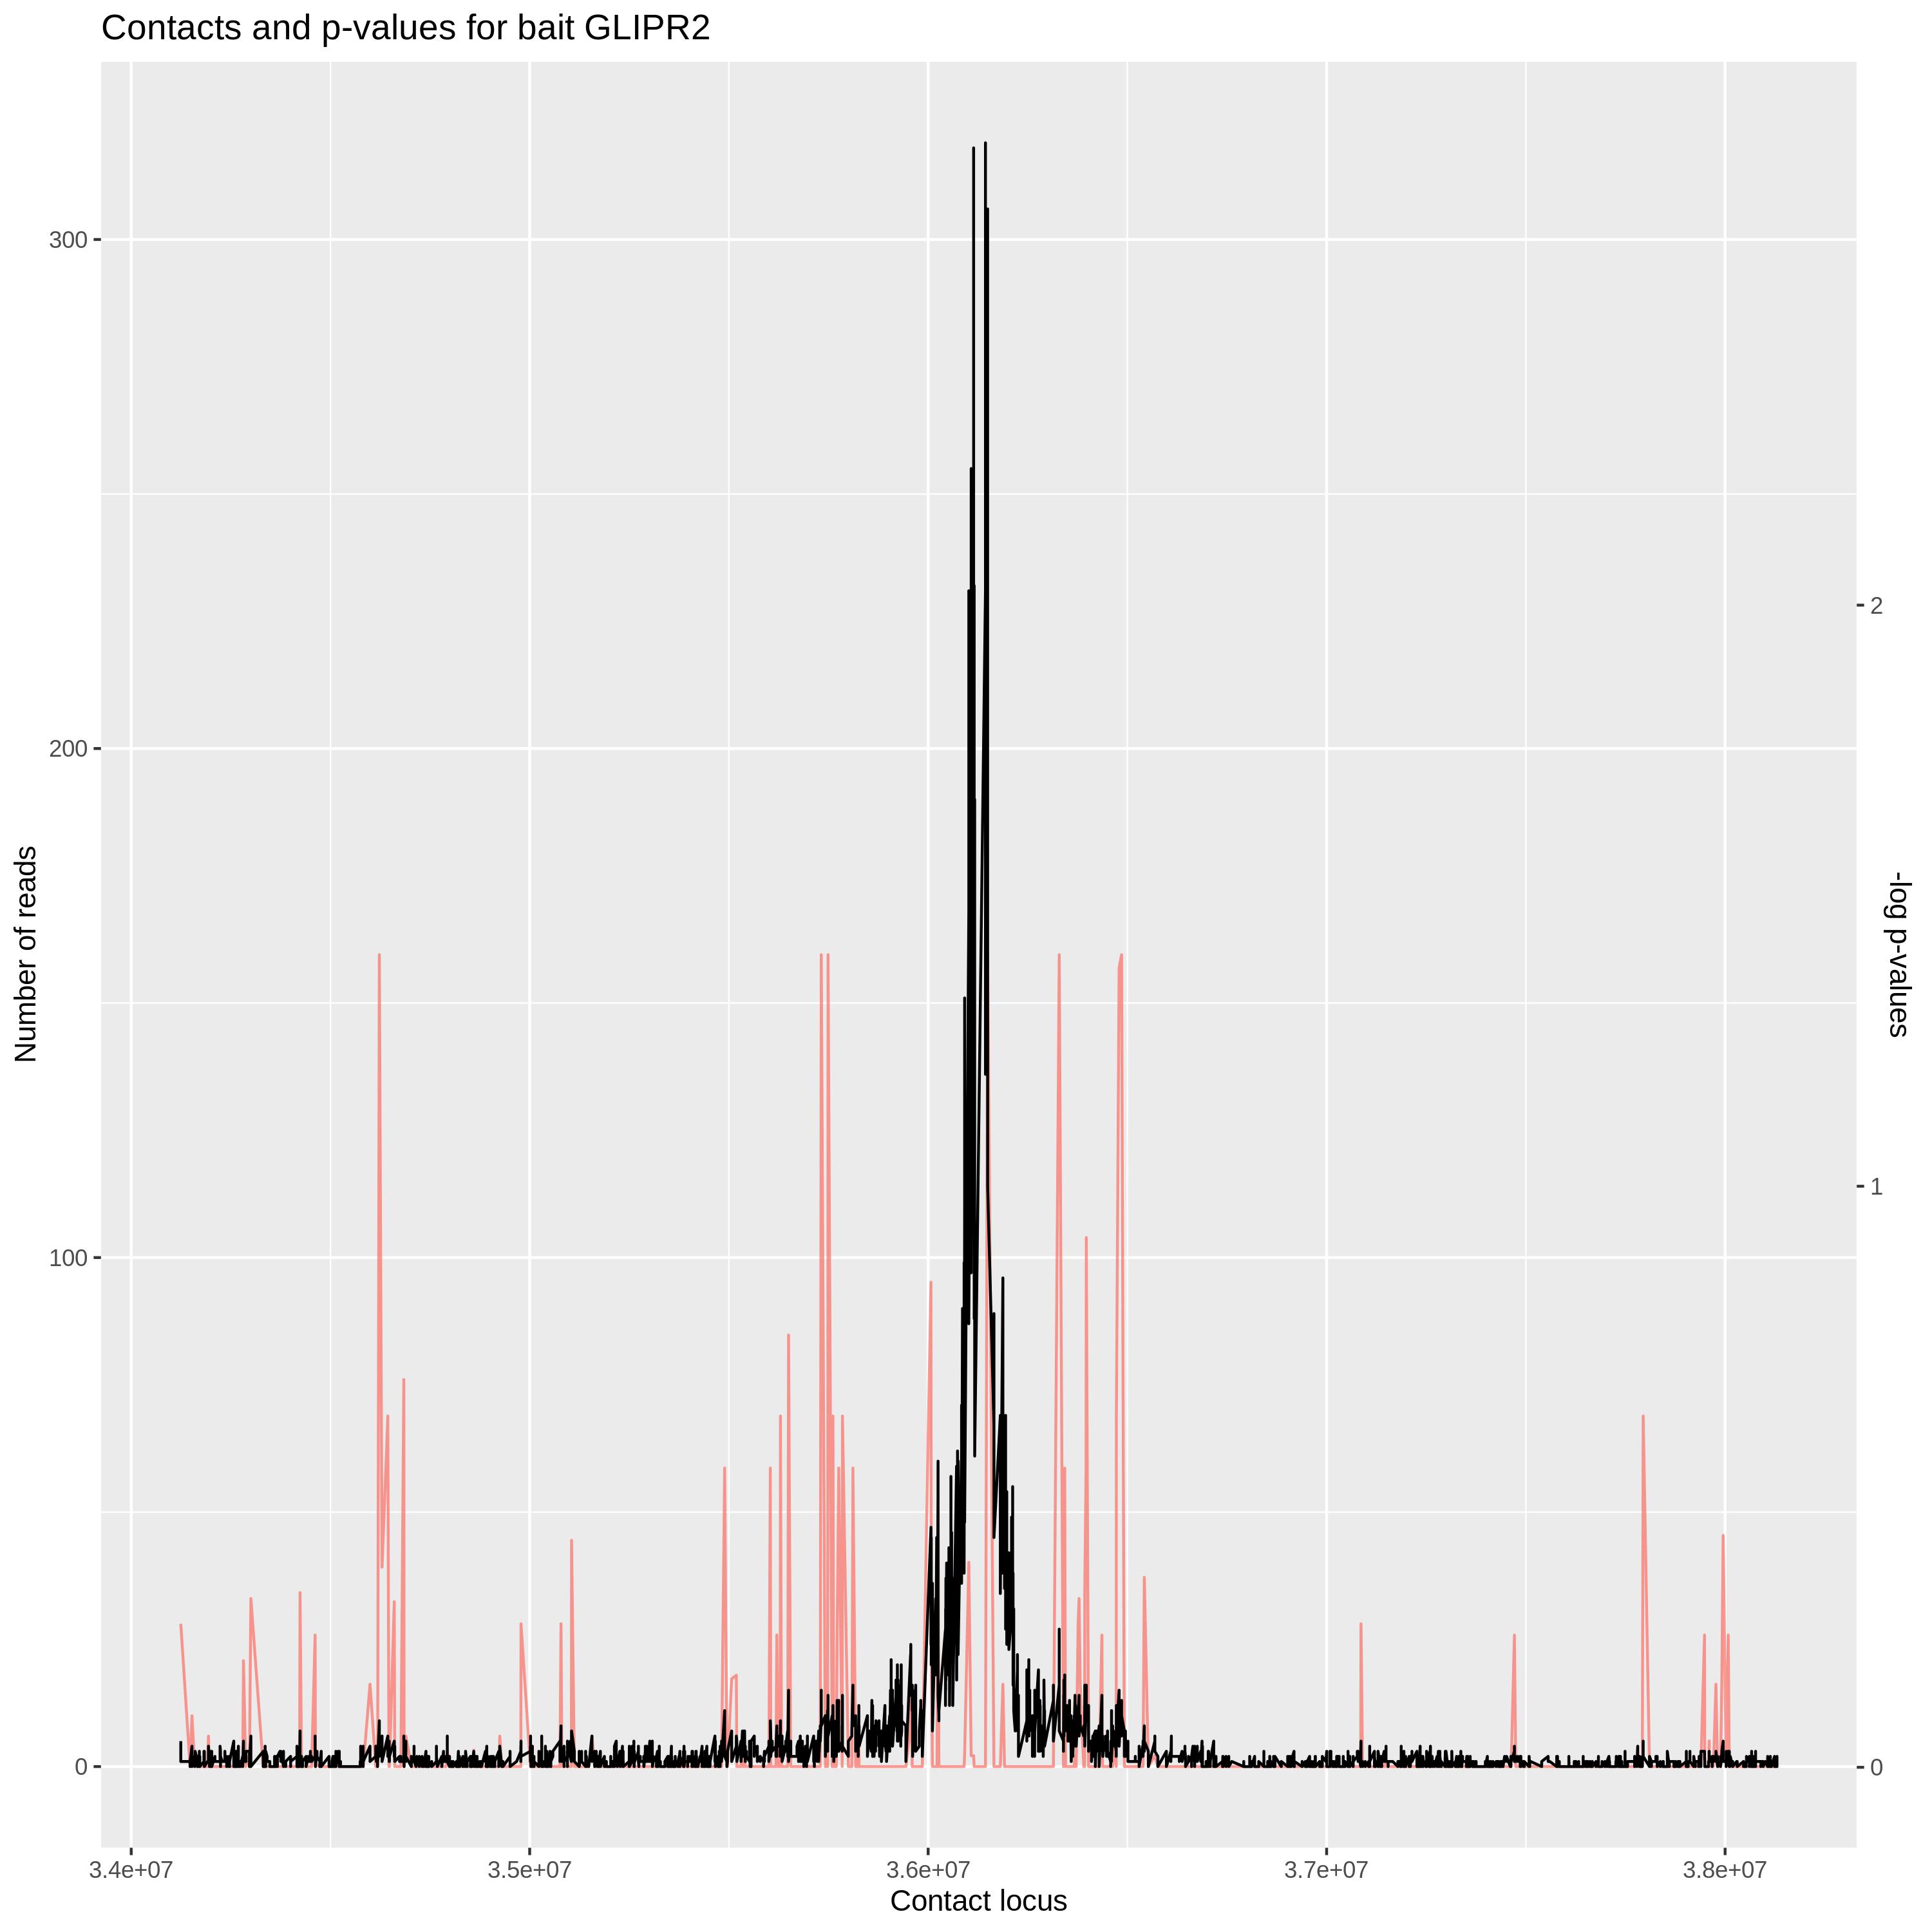 Contacts and p-values for bait GLIPR2
300
200
100
0
Number of reads
2
1
0
-log p-values
3.4e+07
3.5e+07
3.6e+07
3.7e+07
3.8e+07
Contact locus